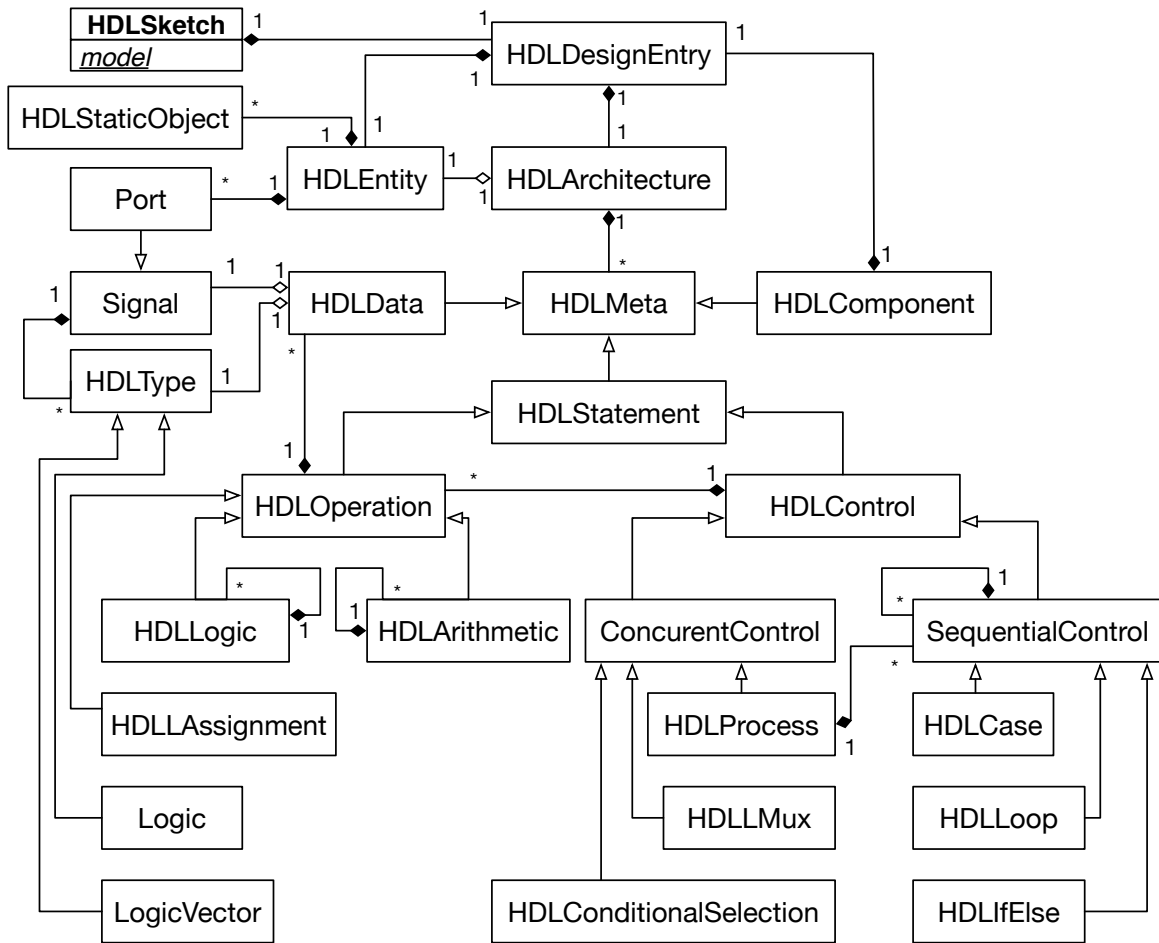 HDLSketch
model
1
1
HDLDesignEntry
1
1
1
HDLStaticObject
*
1
1
1
1
HDLEntity
1
1
HDLArchitecture
Port
*
1
1
*
1
Signal
1
1
1
HDLData
HDLMeta
HDLComponent
1
HDLType
1
*
*
HDLStatement
1
HDLOperation
*
1
HDLControl
*
1
HDLLogic
*
1
HDLArithmetic
ConcurentControl
1
*
SequentialControl
*
HDLLAssignment
HDLProcess
1
HDLCase
Logic
HDLLMux
HDLLoop
LogicVector
HDLConditionalSelection
HDLIfElse